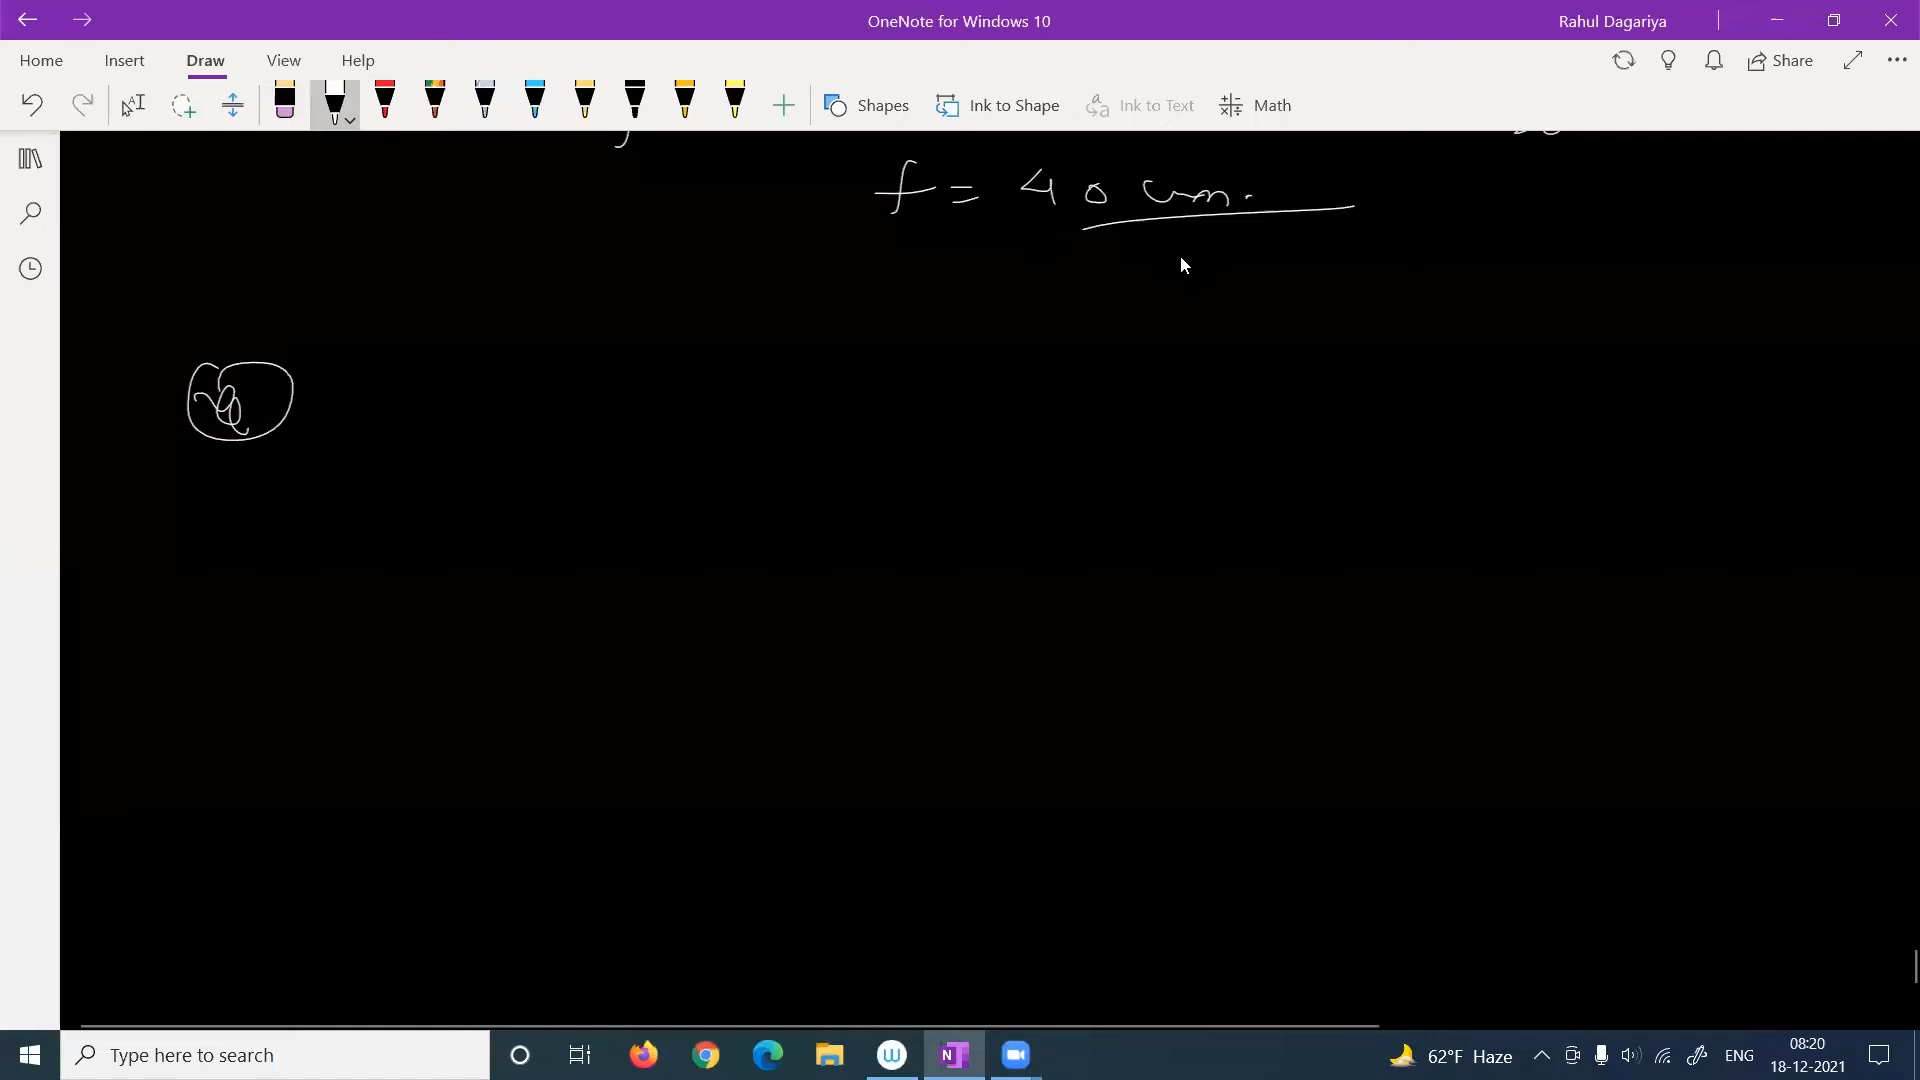 OneNote for Windows 10
Rahul Dagariya
Home Insert Draw View Help
Share
Shapes Ink to Shape Ink to Text Math
f = 40 cm.
Type here to search
62°F Haze
ENG
08:20
18-12-2021